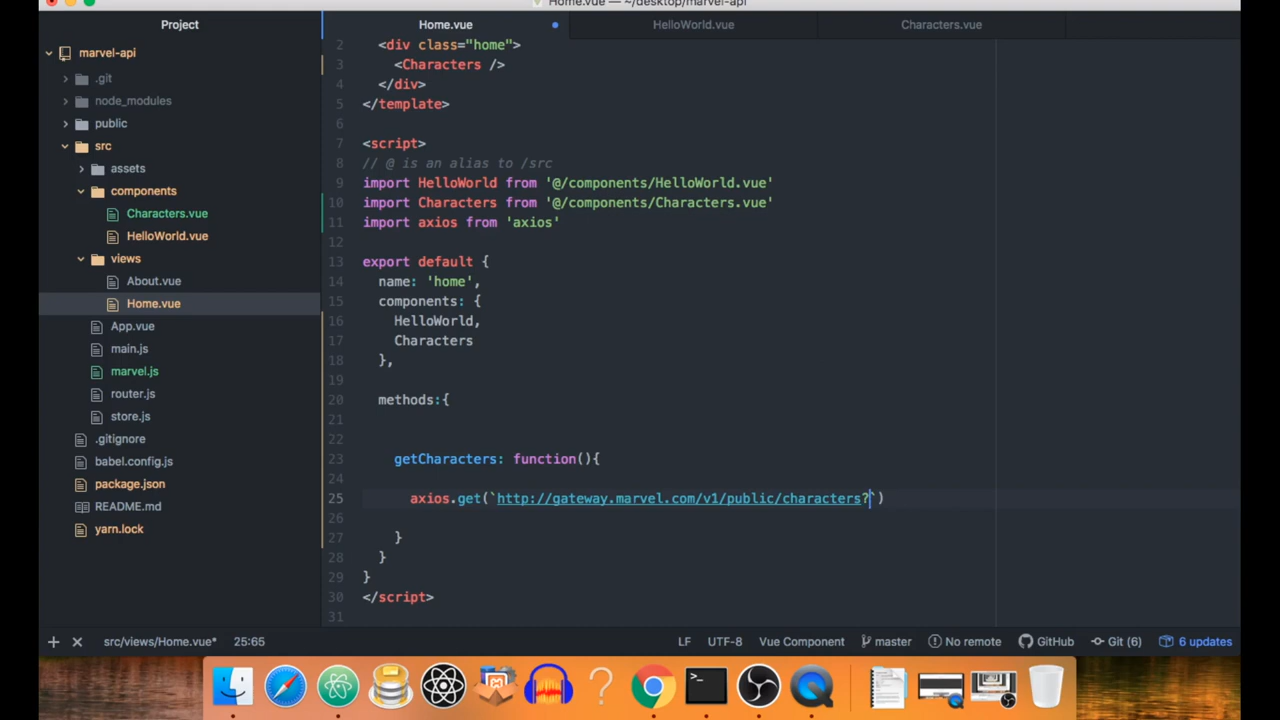 Home.vue — ~/desktop/marvel-api
Project
Home.vue
HelloWorld.vue
Characters.vue
marvel-api
.git
node_modules
public
src
assets
components
Characters.vue
HelloWorld.vue
views
About.vue
Home.vue
App.vue
main.js
marvel.js
router.js
store.js
.gitignore
babel.config.js
package.json
README.md
yarn.lock
2 <div class="home">
3 <Characters />
4 </div>
5 </template>
6
7 <script>
8 // @ is an alias to /src
9 import HelloWorld from '@/components/HelloWorld.vue'
10 import Characters from '@/components/Characters.vue'
11 import axios from 'axios'
12
13 export default {
14 name: 'home',
15 components: {
16 HelloWorld,
17 Characters
18 },
19
20 methods:{
21
22
23 getCharacters: function(){
24
25 axios.get(`http://gateway.marvel.com/v1/public/characters?`)
26
27 }
28 }
29 }
30 </script>
31
src/views/Home.vue* 25:65 LF UTF-8 Vue Component master No remote GitHub Git (6) 6 updates